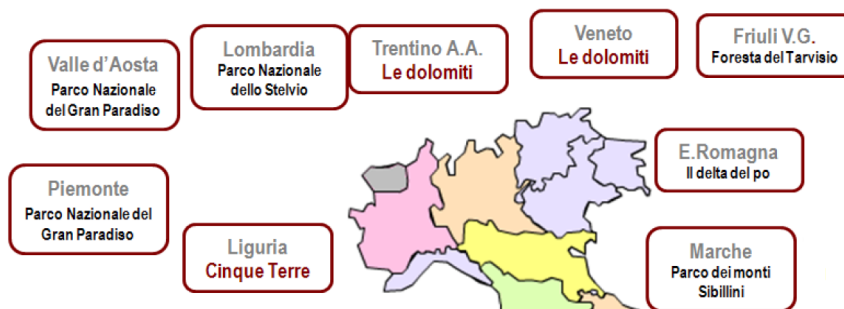 Valle d'Aosta
Parco Nazionale
del Gran Paradiso
Lombardia
Parco Nazionale
dello Stelvio
Trentino A.A.
Le dolomiti
Veneto
Le dolomiti
Friuli V.G.
Foresta del Tarvisio
E.Romagna
Il delta del po
Piemonte
Parco Nazionale del
Gran Paradiso
Liguria
Cinque Terre
Marche
Parco dei monti
Sibillini